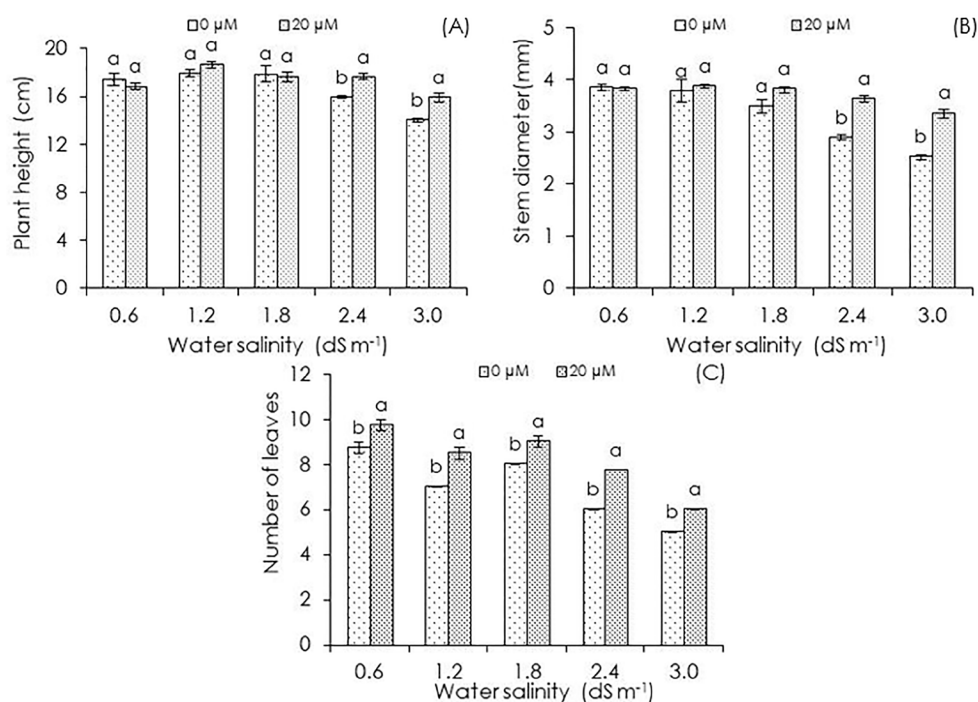 0 µM 20 µM (A)
20
16
12
8
4
0
Plant height (cm)
a a a a a a b a b a
0.6 1.2 1.8 2.4 3.0
Water salinity (dS m-1)
0 µM 20 µM (B)
5
4
3
2
1
0
Stem diameter (mm)
a a a a a a b a b a
0.6 1.2 1.8 2.4 3.0
Water salinity (dS m-1)
0 µM 20 µM (C)
12
10
8
6
4
2
0
Number of leaves
b a b a b a b a b a
0.6 1.2 1.8 2.4 3.0
Water salinity (dS m-1)